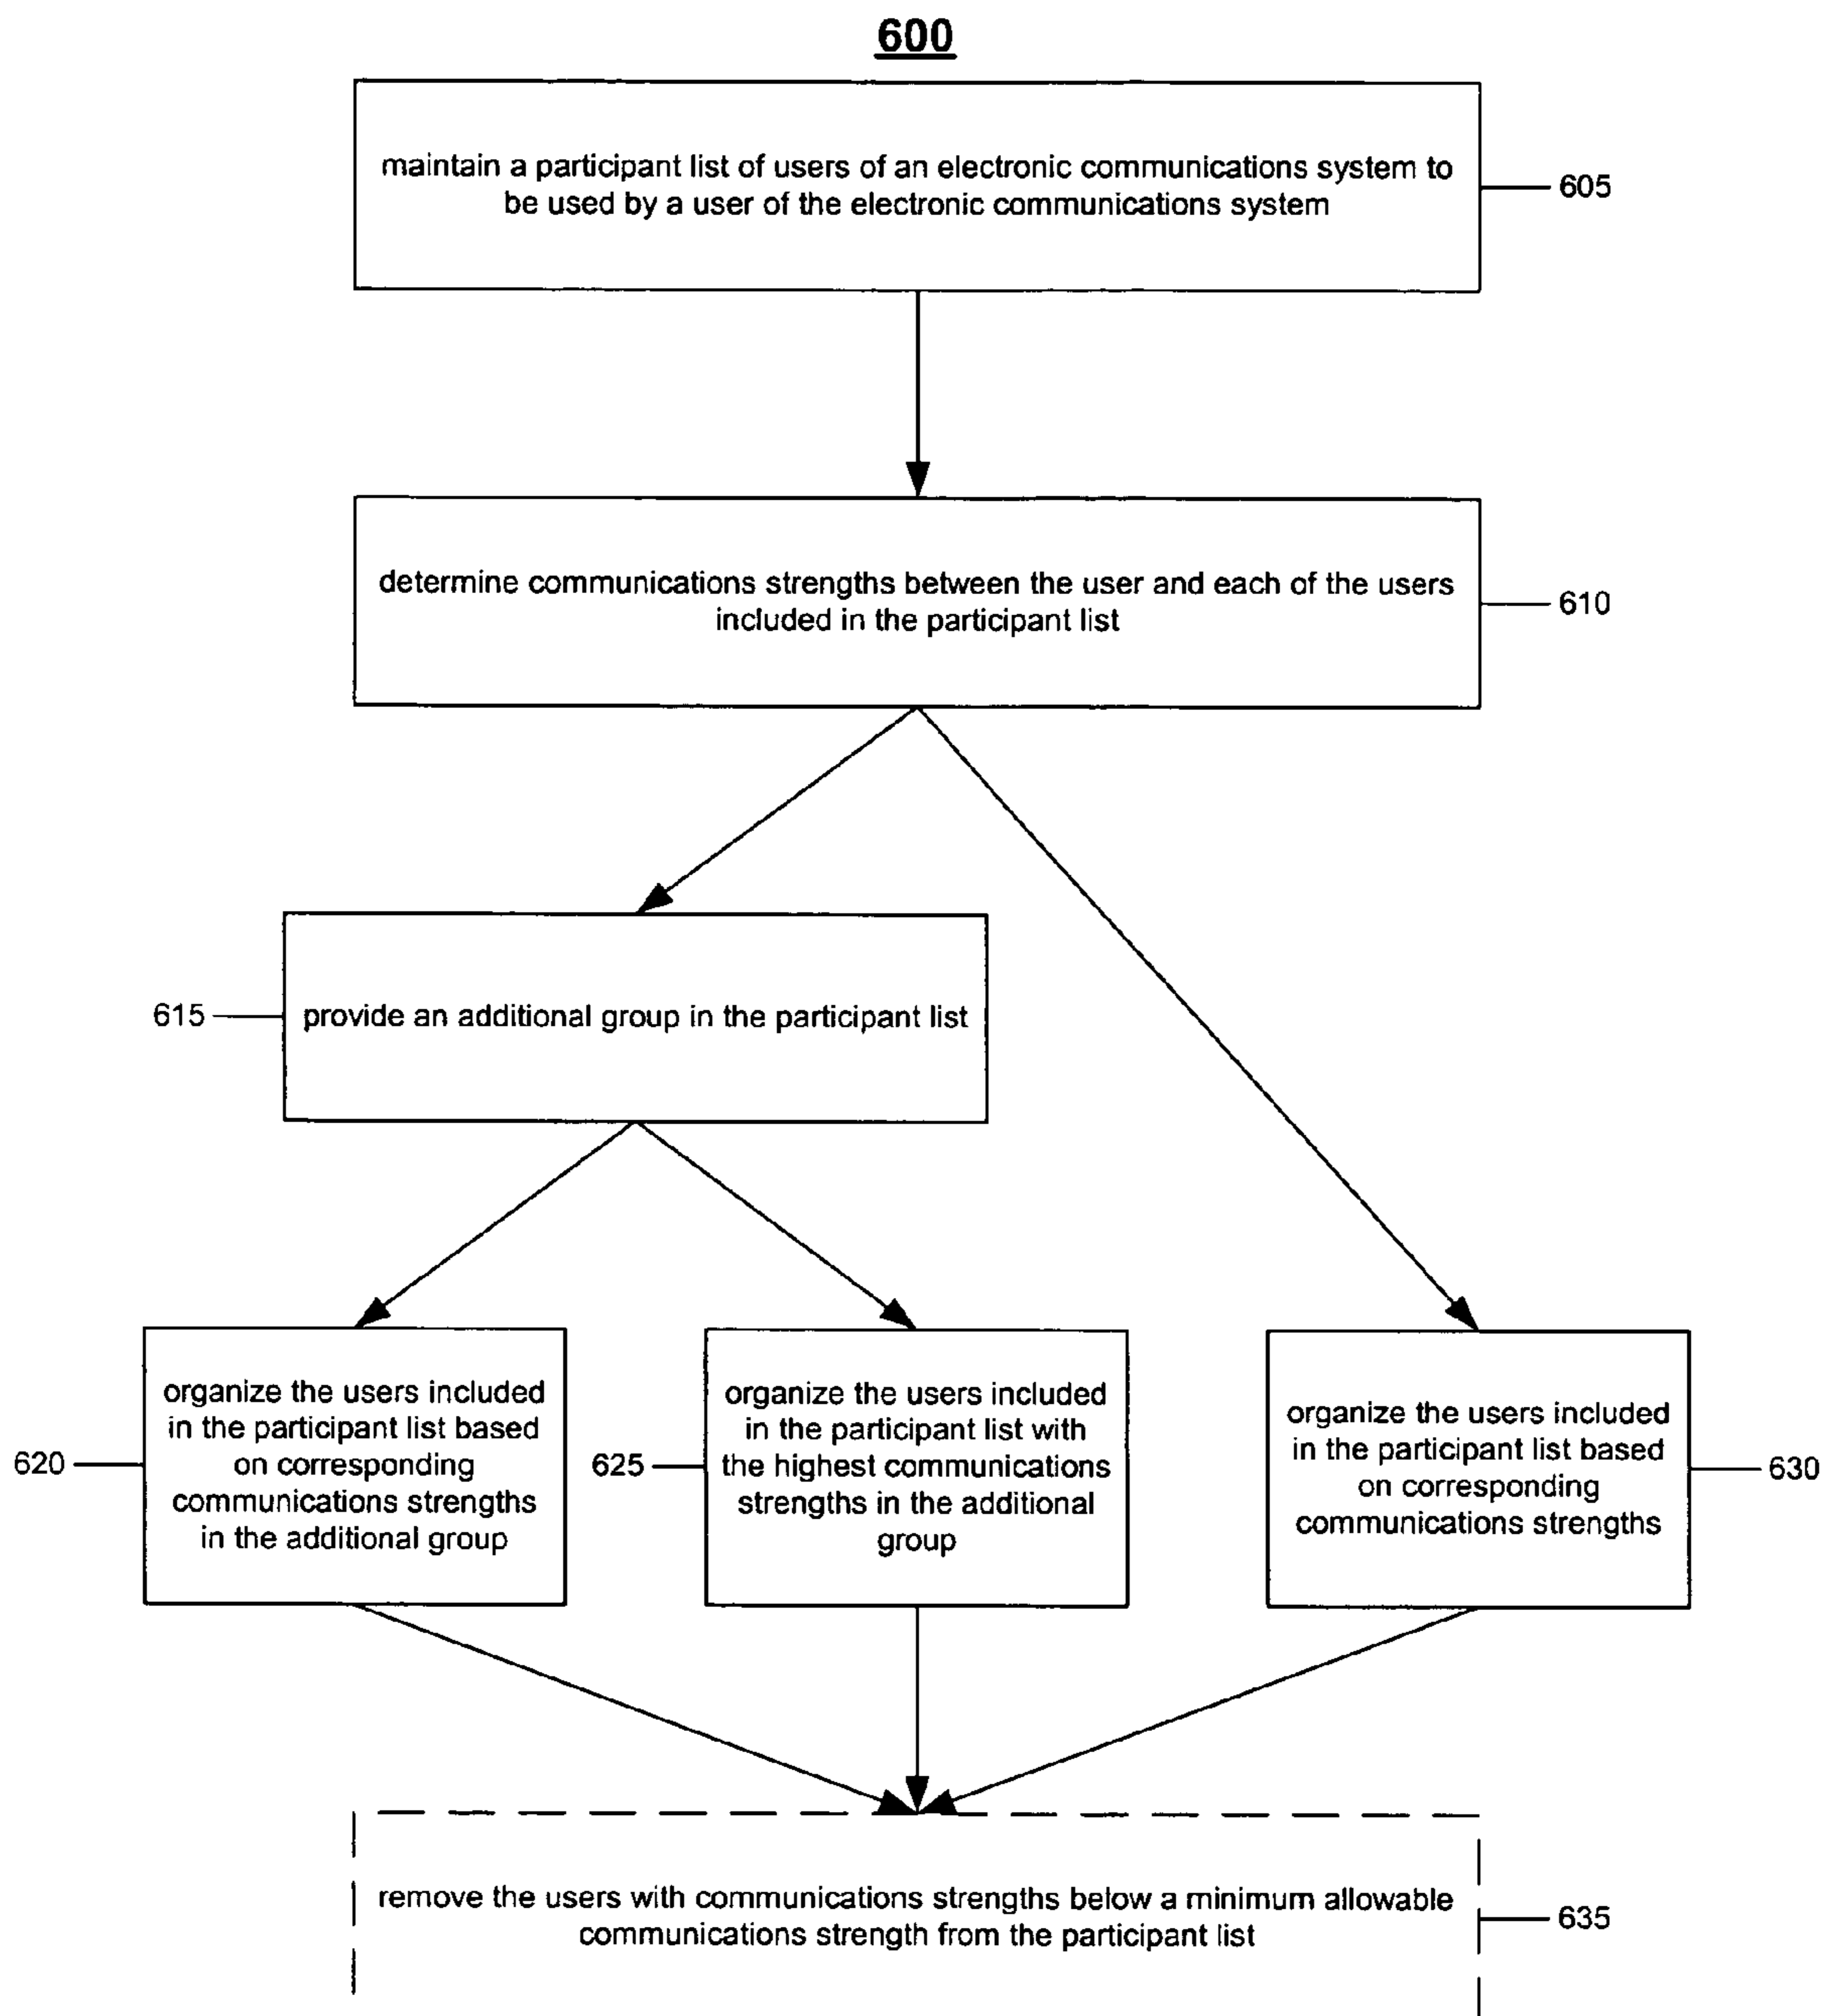 600
maintain a participant list of users of an electronic communications system to
be used by a user of the electronic communications system
605
determine communications strengths between the user and each of the users
included in the participant list
610
615
provide an additional group in the participant list
620
organize the users included
in the participant list based
on corresponding
communications strengths
in the additional group
625
organize the users included
in the participant list with
the highest communications
strengths in the additional
group
organize the users included
in the participant list based
on corresponding
communications strengths
630
remove the users with communications strengths below a minimum allowable
communications strength from the participant list
635